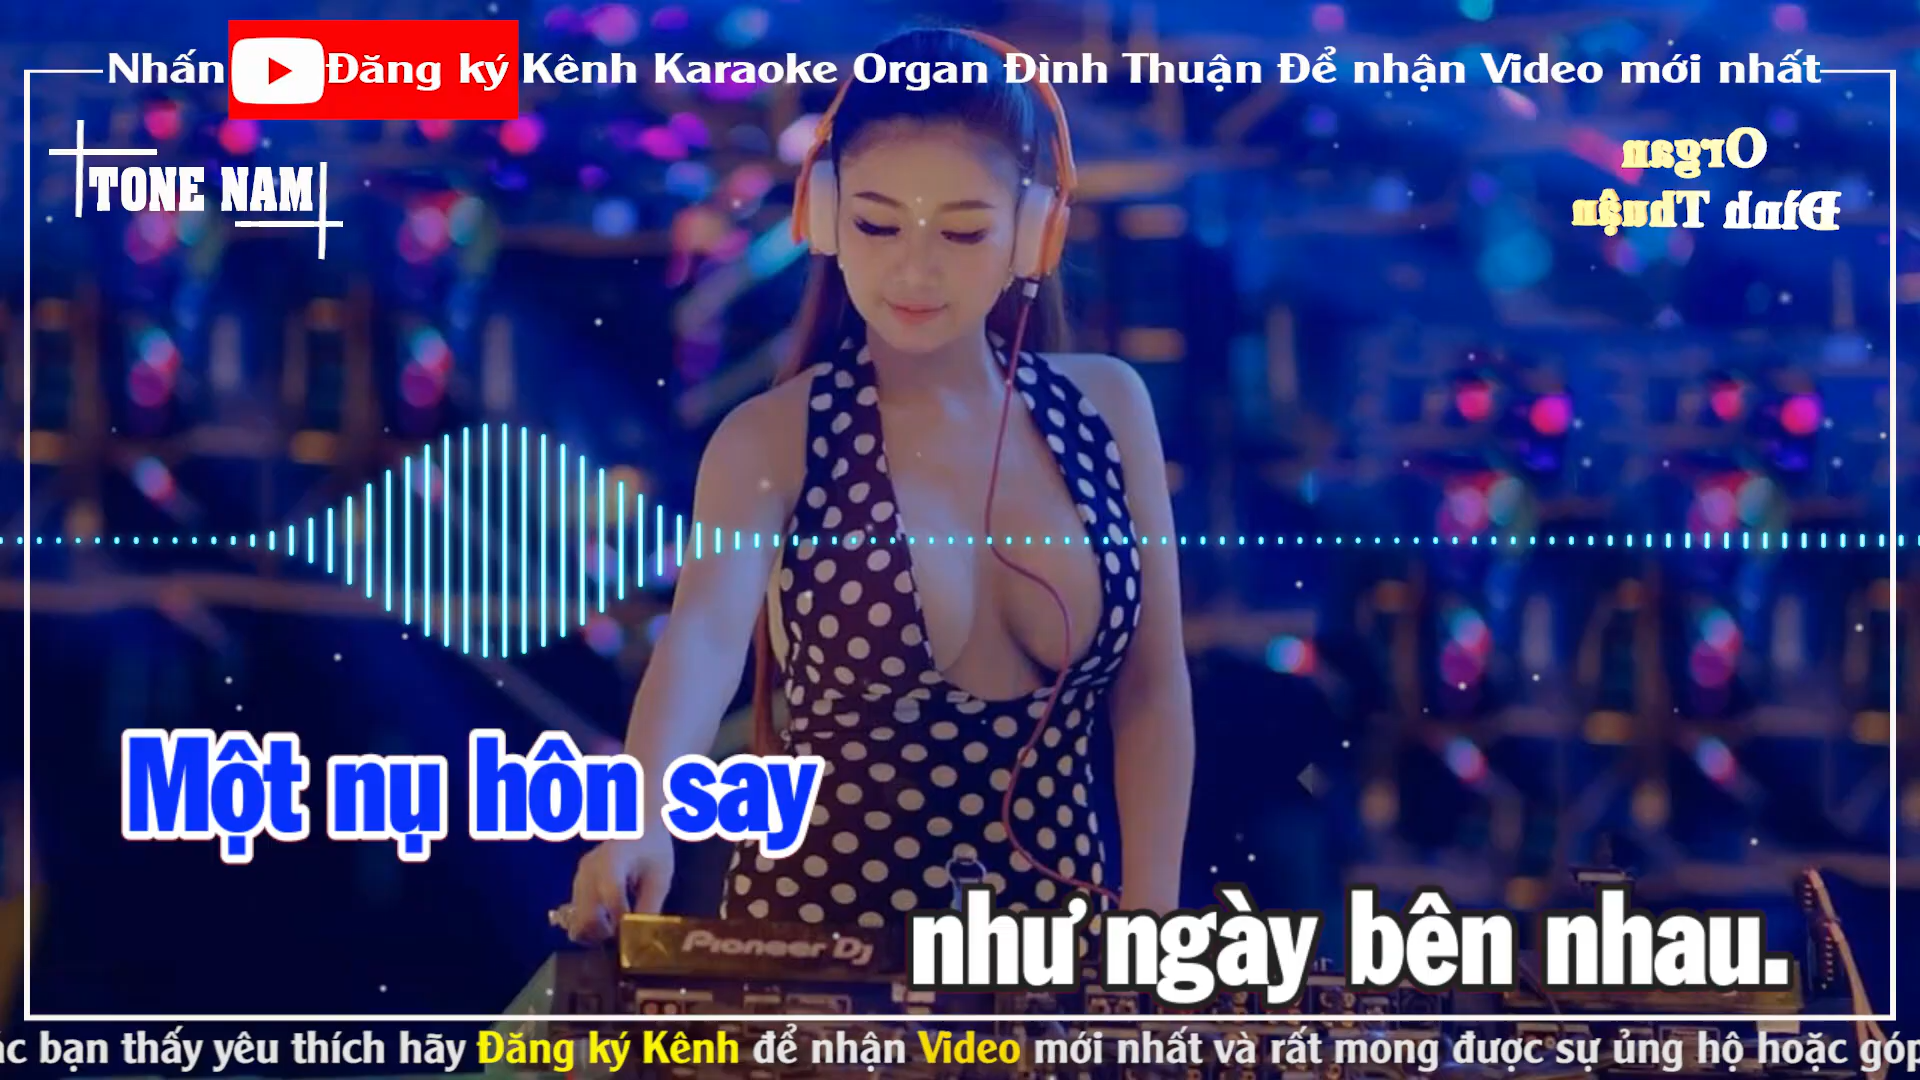 Nhấn Đăng ký Kênh Karaoke Organ Đình Thuận Để nhận Video mới nhất
TONE NAM
Organ
Đình Thuận
Một nụ hôn say
như ngày bên nhau.
Pioneer Dj
bạn thấy yêu thích hãy Đăng ký Kênh để nhận Video mới nhất và rất mong được sự ủng hộ hoặc góp